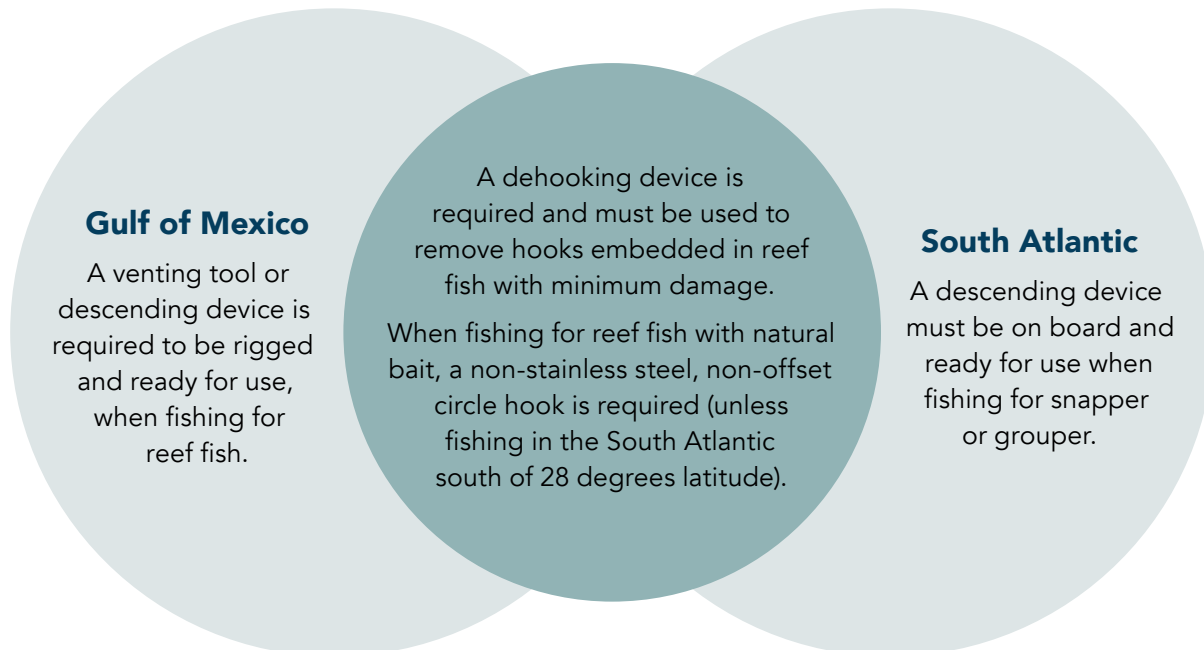 Gulf of Mexico
A venting tool or
descending device is
required to be rigged
and ready for use,
when fishing for
reef fish.
A dehooking device is
required and must be used to
remove hooks embedded in reef
fish with minimum damage.
When fishing for reef fish with natural
bait, a non-stainless steel, non-offset
circle hook is required (unless
fishing in the South Atlantic
south of 28 degrees latitude).
South Atlantic
A descending device
must be on board and
ready for use when
fishing for snapper
or grouper.